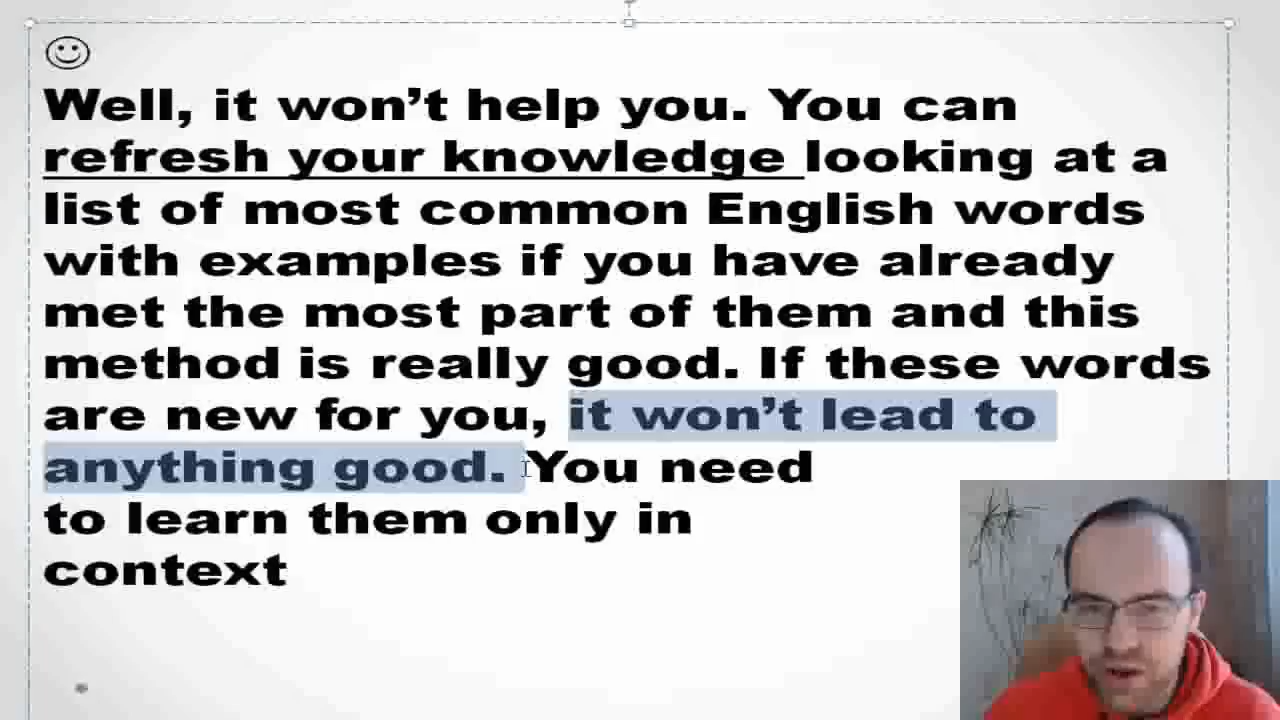 Well, it won’t help you. You can
refresh your knowledge looking at a
list of most common English words
with examples if you have already
met the most part of them and this
method is really good. If these words
are new for you, it won’t lead to
anything good. You need
to learn them only in
context